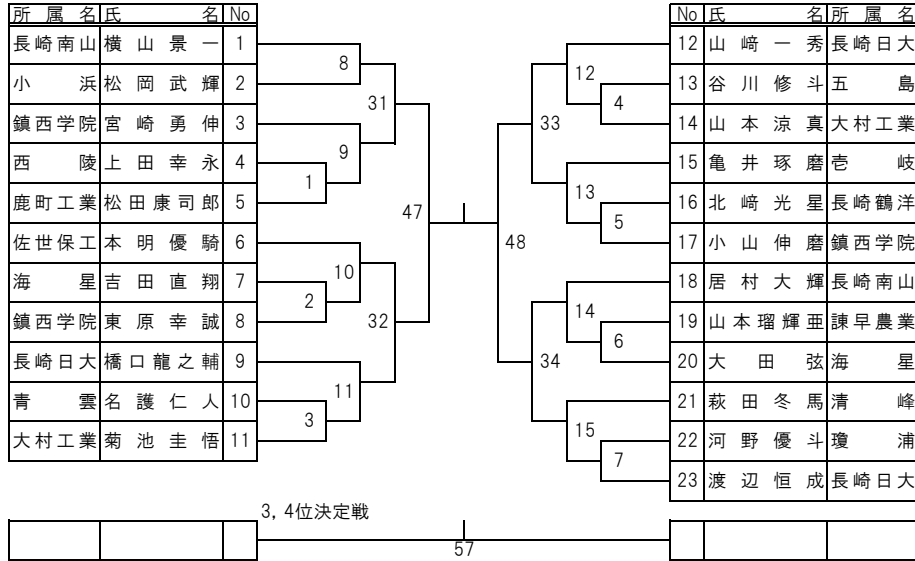 所属名 氏名 No
長崎南山 横山景一 1
小浜 松岡武輝 2
鎮西学院 宮崎勇伸 3
西陵 上田幸永 4
鹿町工業 松田康司郎 5
佐世保工 本明優騎 6
海星 吉田直翔 7
鎮西学院 東原幸誠 8
長崎日大 橋口龍之輔 9
青雲 名護仁人 10
大村工業 菊池圭悟 11
8
31
9
1
47
10
2
32
11
3
No 氏名 所属名
12 山﨑一秀 長崎日大
13 谷川修斗 五島
14 山本涼真 大村工業
15 亀井琢磨 壱岐
16 北﨑光星 長崎鶴洋
17 小山伸磨 鎮西学院
18 居村大輝 長崎南山
19 山本瑠輝亜 諫早農業
20 大田弦 海星
21 萩田冬馬 清峰
22 河野優斗 瓊浦
23 渡辺恒成 長崎日大
12
4
33
13
5
48
14
6
34
15
7
3,4位決定戦
57